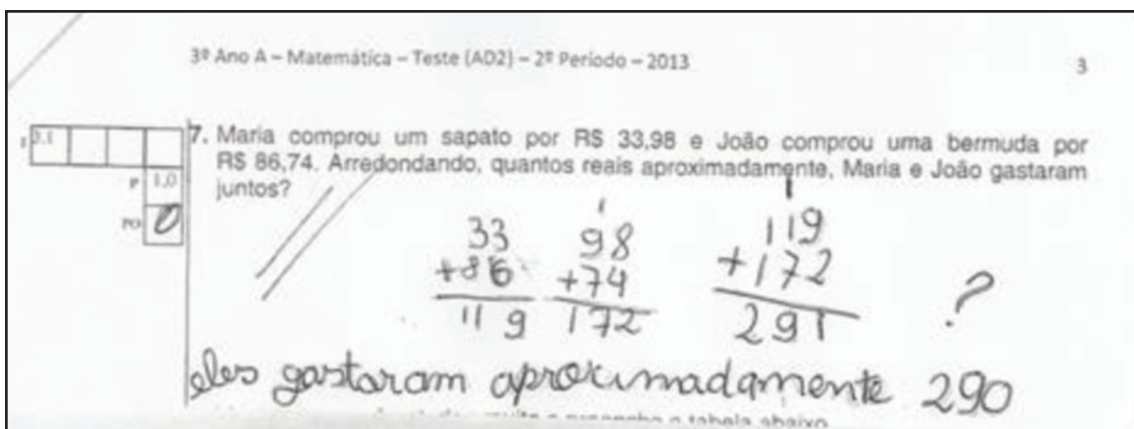 3º Ano A – Matemática – Teste (AD2) – 2º Período – 2013 3
7. Maria comprou um sapato por R$ 33,98 e João comprou uma bermuda por
R$ 86,74. Arredondando, quantos reais aproximadamente, Maria e João gastaram
juntos?
P 1,0
PO 0
1 1
33 98 119
+86 +74 +172 ?
119 172 291
eles gastaram aproximadamente 290